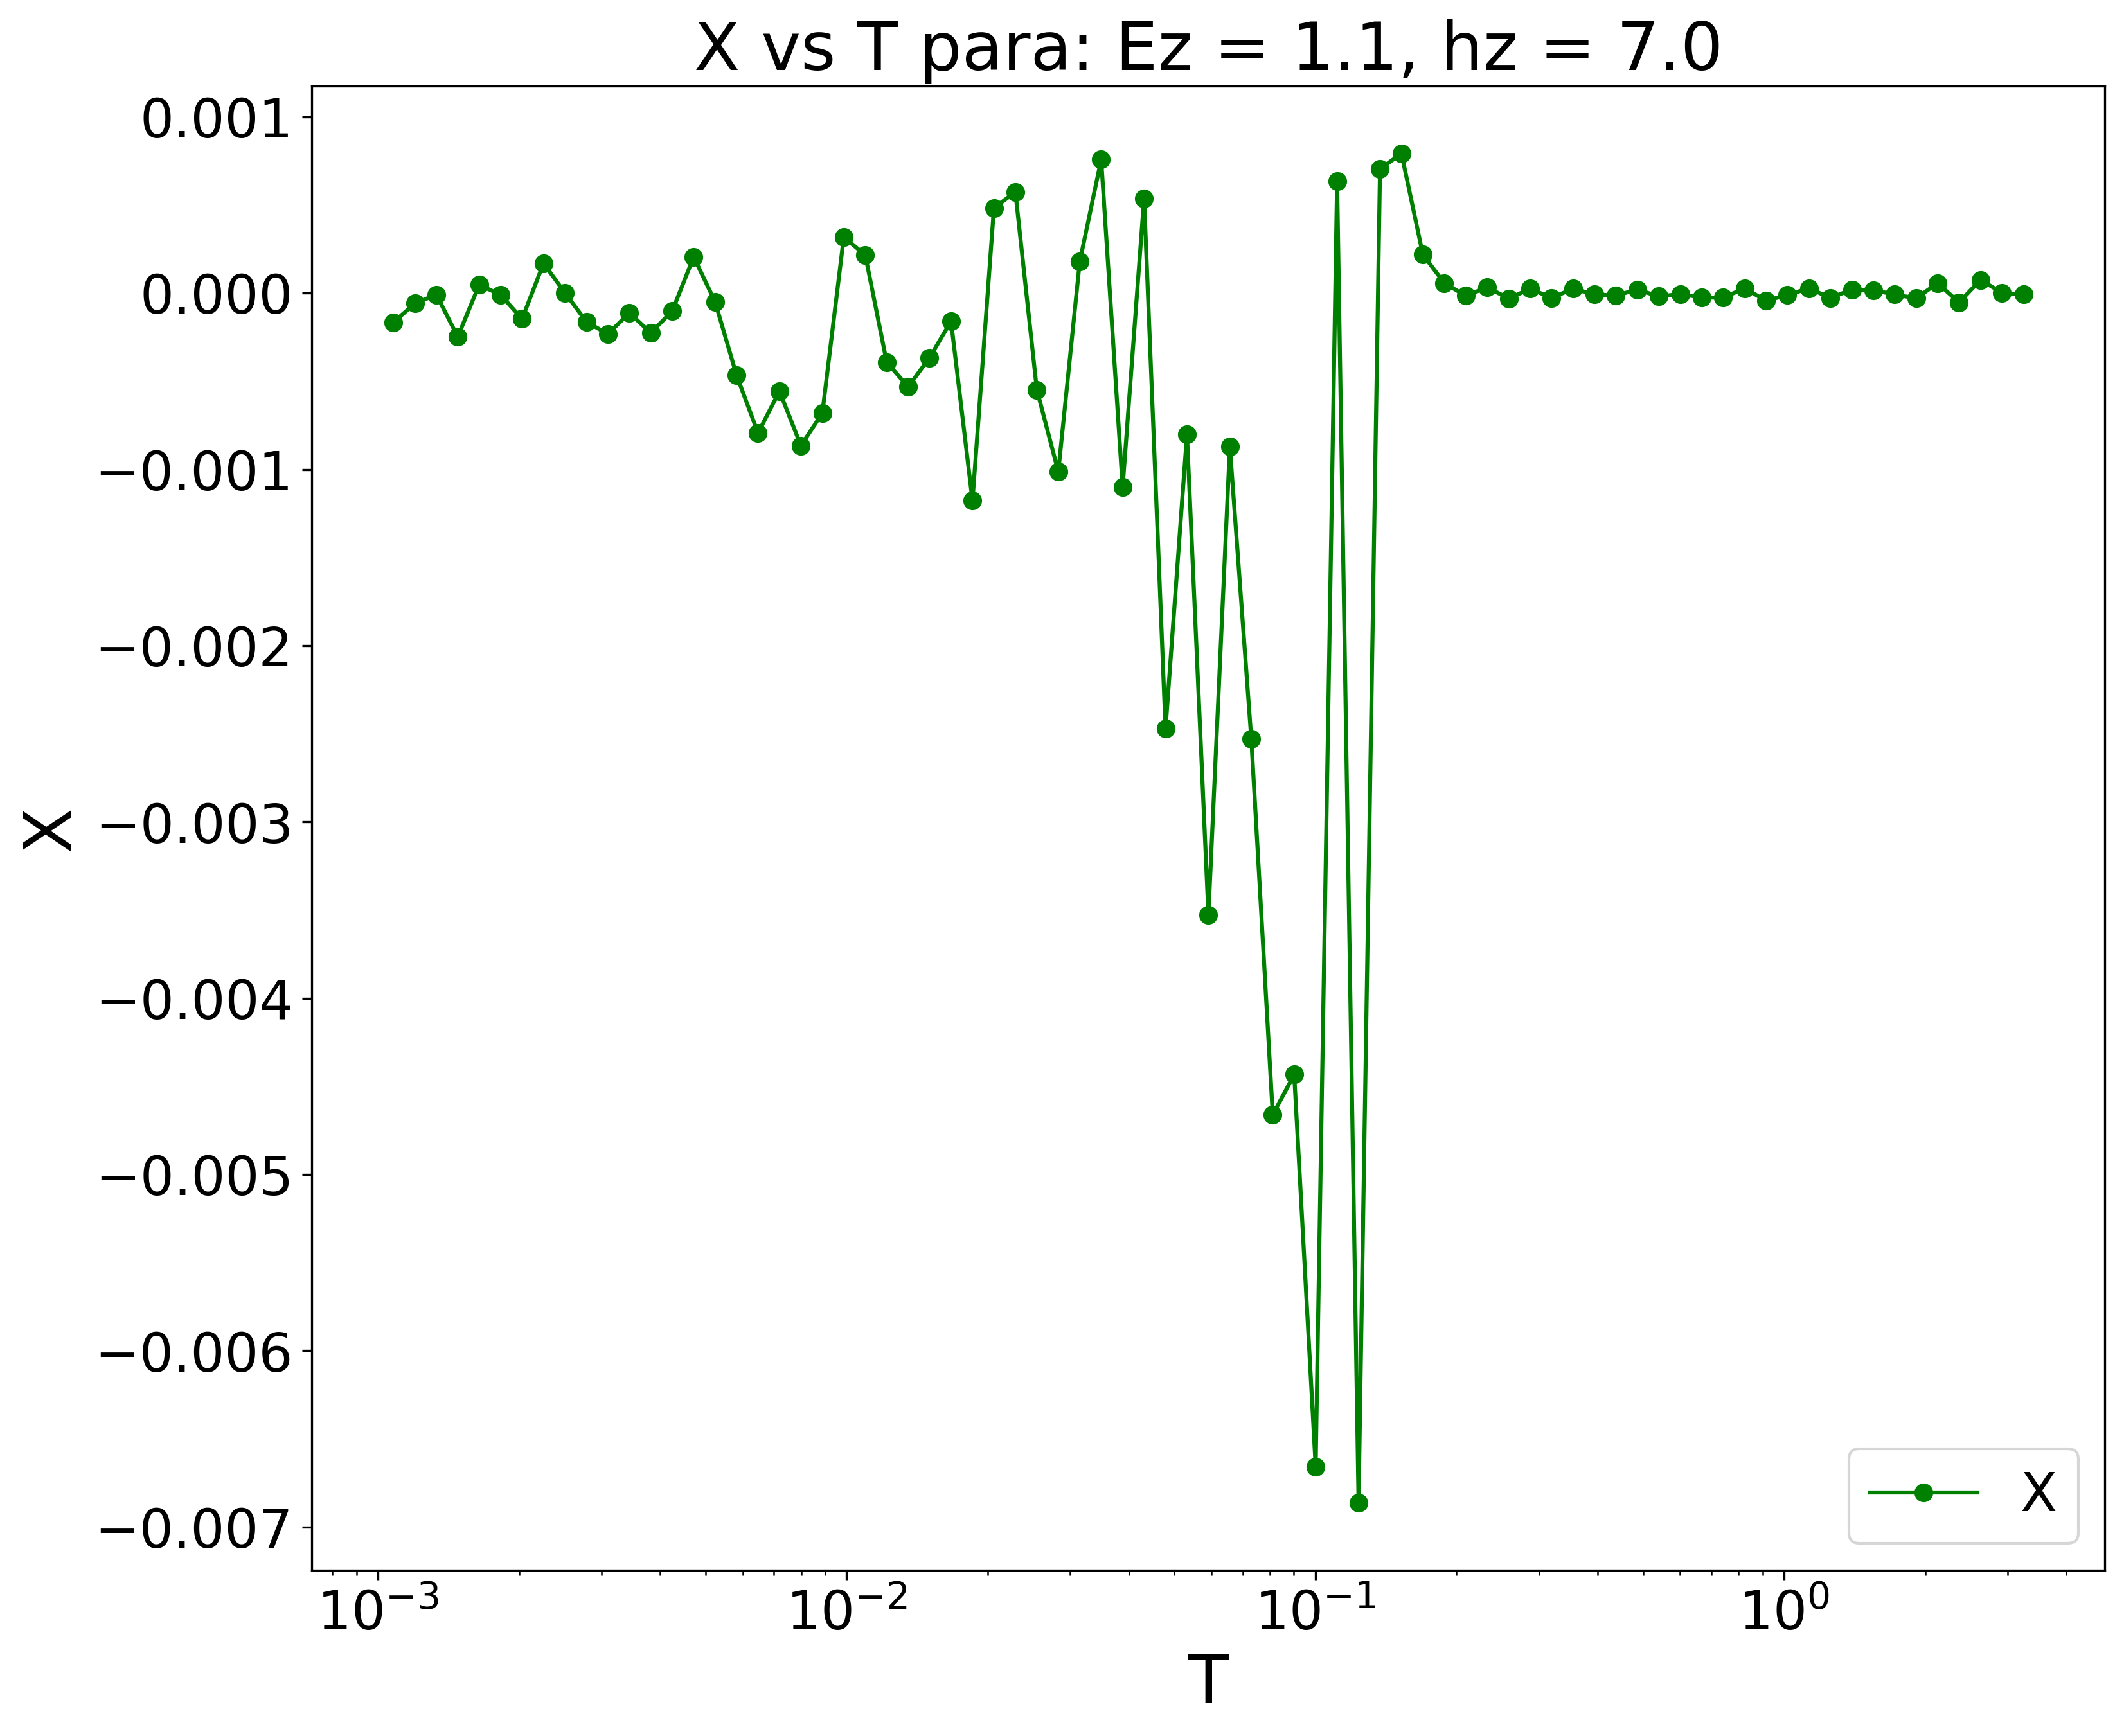 X vs T para: Ez = 1.1, hz = 7.0
0.001
0.000
−0.001
−0.002
−0.003
−0.004
−0.005
−0.006
−0.007
X
X
10⁻³ 10⁻² 10⁻¹ 10⁰
T